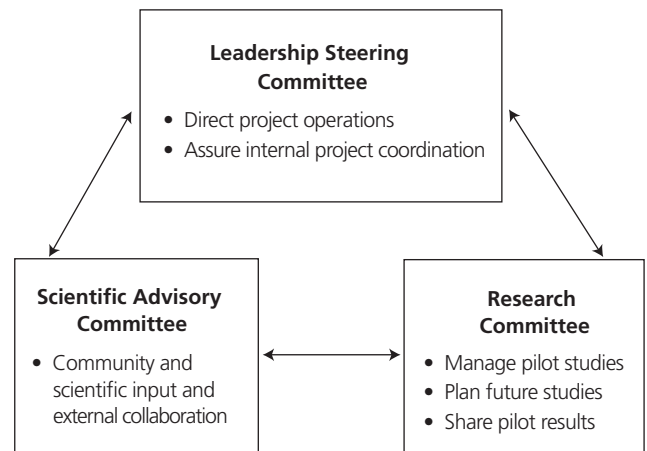 Leadership Steering
Committee
• Direct project operations
• Assure internal project coordination
Scientific Advisory
Committee
• Community and
scientific input and
external collaboration
Research
Committee
• Manage pilot studies
• Plan future studies
• Share pilot results